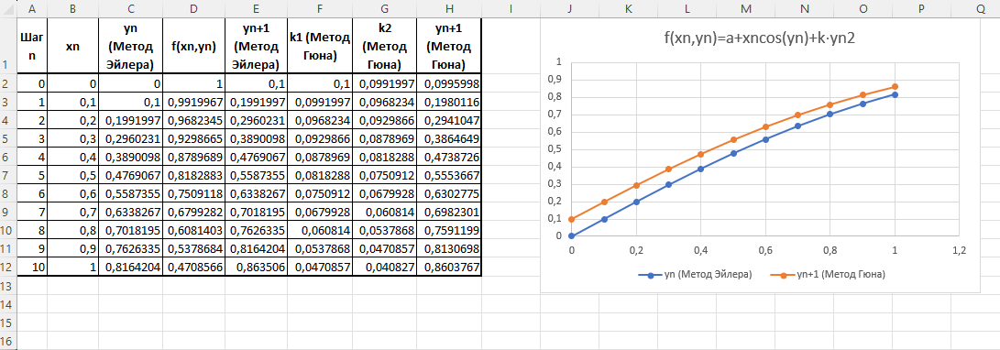 A B C D E F G H I J K L M N O P Q
1 Шаг n xn yn (Метод Эйлера) f(xn,yn) yn+1 (Метод Эйлера) k1 (Метод Гюна) k2 (Метод Гюна) yn+1 (Метод Гюна)
2 0 0 0 1 0,1 0,1 0,0991997 0,0995998
3 1 0,1 0,1 0,9919967 0,1991997 0,0991997 0,0968234 0,1980116
4 2 0,2 0,1991997 0,9682345 0,2960231 0,0968234 0,0929866 0,2941047
5 3 0,3 0,2960231 0,9298665 0,3890098 0,0929866 0,0878969 0,3864649
6 4 0,4 0,3890098 0,8789689 0,4769067 0,0878969 0,0818288 0,4738726
7 5 0,5 0,4769067 0,8182883 0,5587355 0,0818288 0,0750912 0,5553667
8 6 0,6 0,5587355 0,7509118 0,6338267 0,0750912 0,0679928 0,6302775
9 7 0,7 0,6338267 0,6799282 0,7018195 0,0679928 0,060814 0,6982301
10 8 0,8 0,7018195 0,6081403 0,7626335 0,060814 0,0537868 0,7591199
11 9 0,9 0,7626335 0,5378684 0,8164204 0,0537868 0,0470857 0,8130698
12 10 1 0,8164204 0,4708566 0,863506 0,0470857 0,040827 0,8603767
13
14
15
16
f(xn,yn)=a+xncos(yn)+k·yn2
1
0,9
0,8
0,7
0,6
0,5
0,4
0,3
0,2
0,1
0
0 0,2 0,4 0,6 0,8 1 1,2
yn (Метод Эйлера) yn+1 (Метод Гюна)